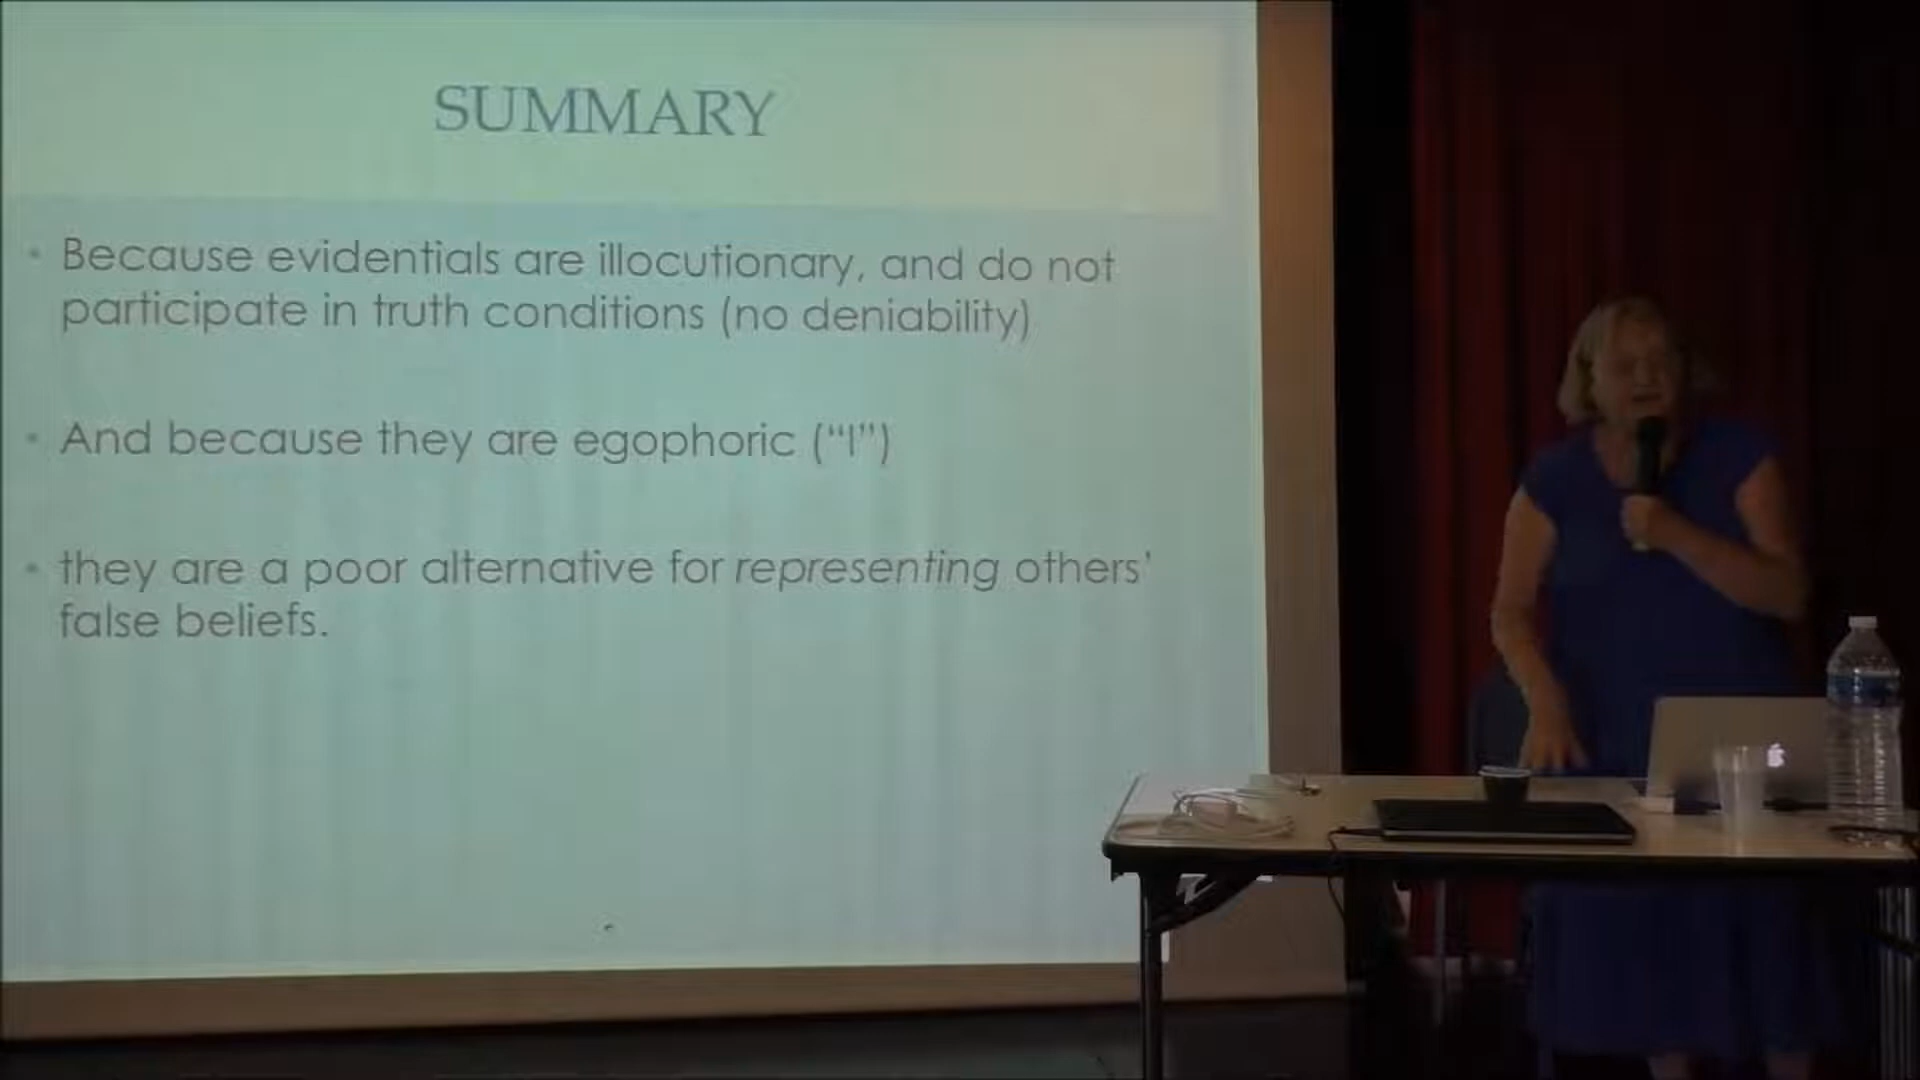 SUMMARY
• Because evidentials are illocutionary, and do not
participate in truth conditions (no deniability)
• And because they are egophoric (“I”)
• they are a poor alternative for representing others’
false beliefs.